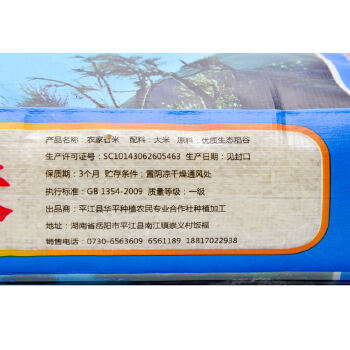 产品名称：农家香米 配料：大米 原料：优质生态稻谷
生产许可证号：SC10143062605463 生产日期：见封口
保质期：3个月 贮存条件：置阴凉干燥通风处
执行标准：GB 1354-2009 质量等级：一级
出品商：平江县华平种植农民专业合作社种植加工
地址：湖南省岳阳市平江县南江镇崇义村饭福
销售电话：0730-6563609 6561189 18817022938